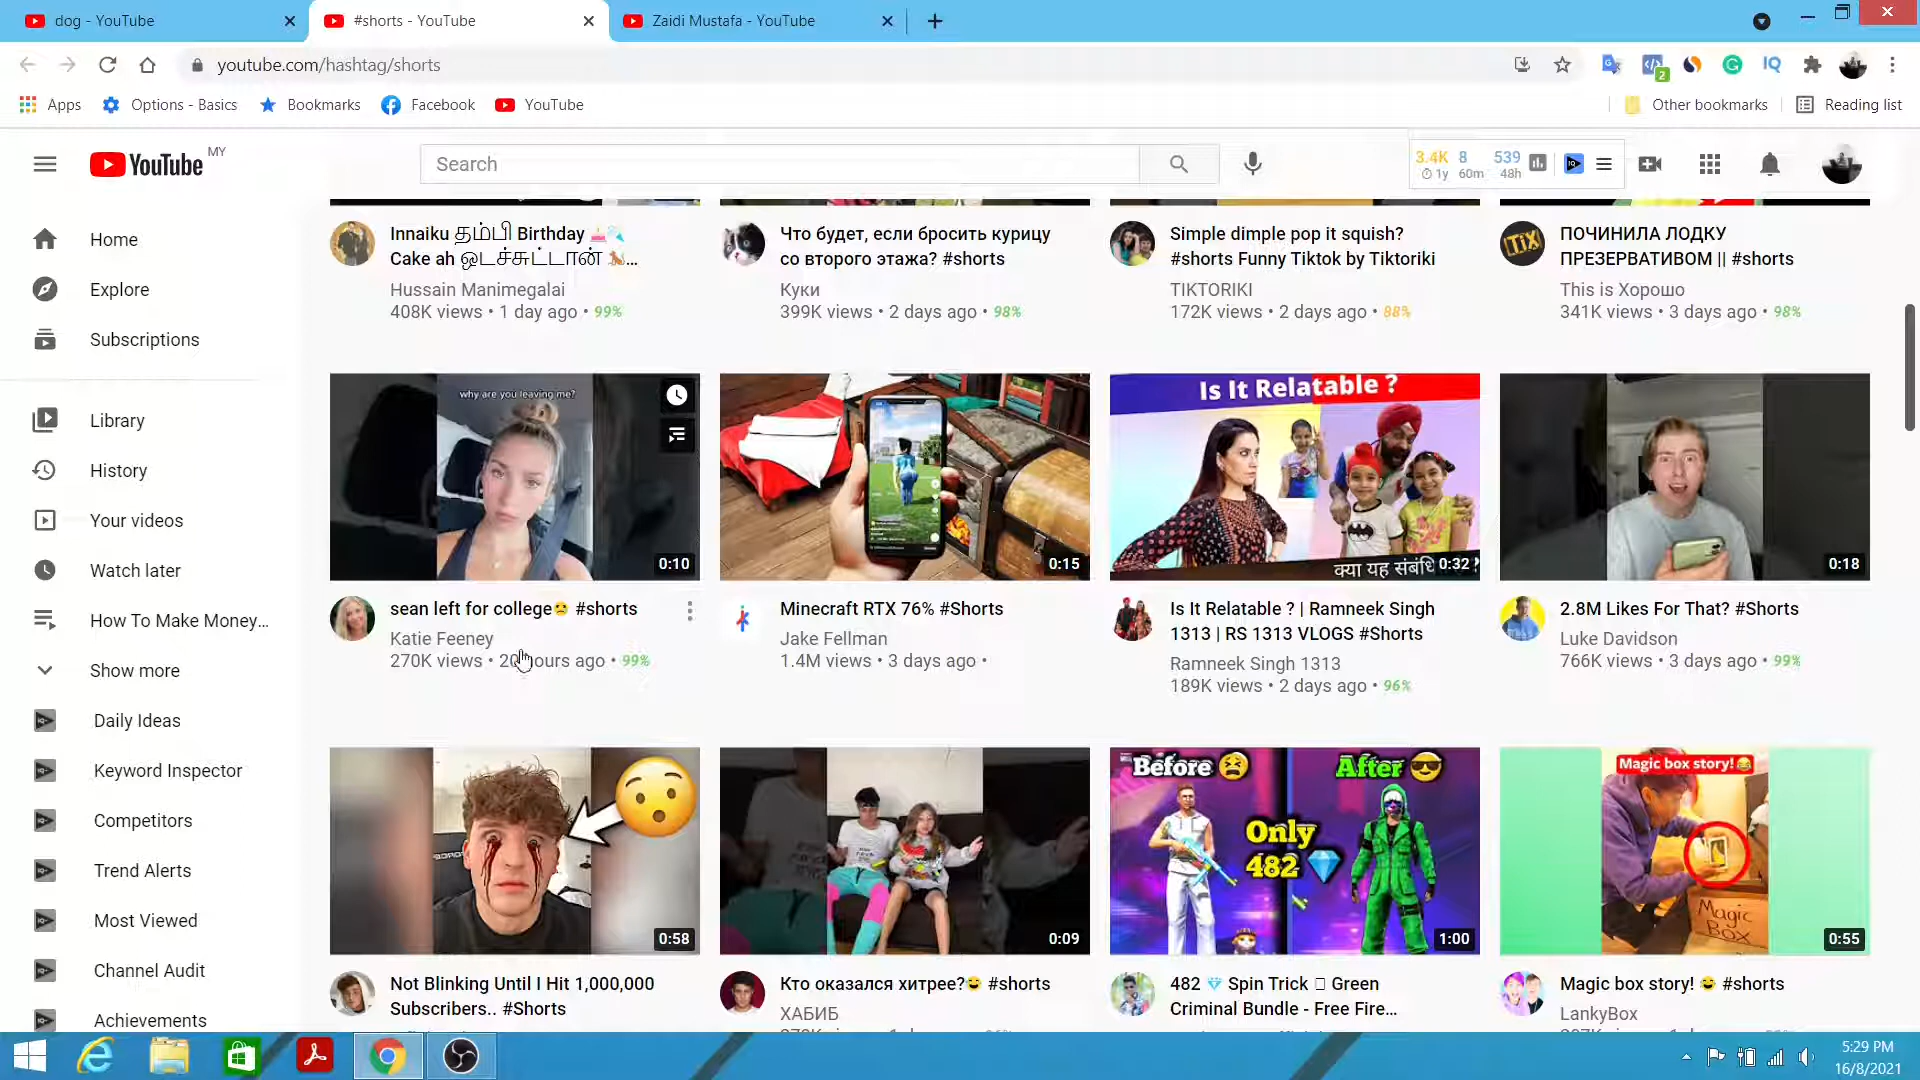 dog - YouTube
#shorts - YouTube
Zaidi Mustafa - YouTube
youtube.com/hashtag/shorts
2
IQ
Apps
Options - Basics
Bookmarks
Facebook
YouTube
Other bookmarks
Reading list
YouTube MY
Search
3.4K 8 539
1y 60m 48h
Home
Explore
Subscriptions
Library
History
Your videos
Watch later
How To Make Money...
Show more
Daily Ideas
Keyword Inspector
Competitors
Trend Alerts
Most Viewed
Channel Audit
Achievements
Innaiku தம்பி Birthday 🎂🍾
Cake ah ஒடச்சுட்டான் 🐕...
Hussain Manimegalai
408K views • 1 day ago • 99%
Что будет, если бросить курицу
со второго этажа? #shorts
Куки
399K views • 2 days ago • 98%
Simple dimple pop it squish?
#shorts Funny Tiktok by Tiktoriki
TIKTORIKI
172K views • 2 days ago • 88%
TiX
ПОЧИНИЛА ЛОДКУ
ПРЕЗЕРВАТИВОМ || #shorts
This is Хорошо
341K views • 3 days ago • 98%
why are you leaving me?
0:10
sean left for college😢 #shorts
Katie Feeney
270K views • 20 hours ago • 99%
0:15
Minecraft RTX 76% #Shorts
Jake Fellman
1.4M views • 3 days ago •
Is It Relatable ?
क्या यह संबंधि
0:32
Is It Relatable ? | Ramneek Singh
1313 | RS 1313 VLOGS #Shorts
Ramneek Singh 1313
189K views • 2 days ago • 96%
0:18
2.8M Likes For That? #Shorts
Luke Davidson
766K views • 3 days ago • 99%
0:58
Not Blinking Until I Hit 1,000,000
Subscribers.. #Shorts
0:09
Кто оказался хитрее?😂 #shorts
ХАБИБ
Before 😫 After 😎
Only
482 💎
1:00
482 💎 Spin Trick Green
Criminal Bundle - Free Fire...
Magic box story!😂
Magic
Box
0:55
Magic box story! 😂 #shorts
LankyBox
5:29 PM
16/8/2021